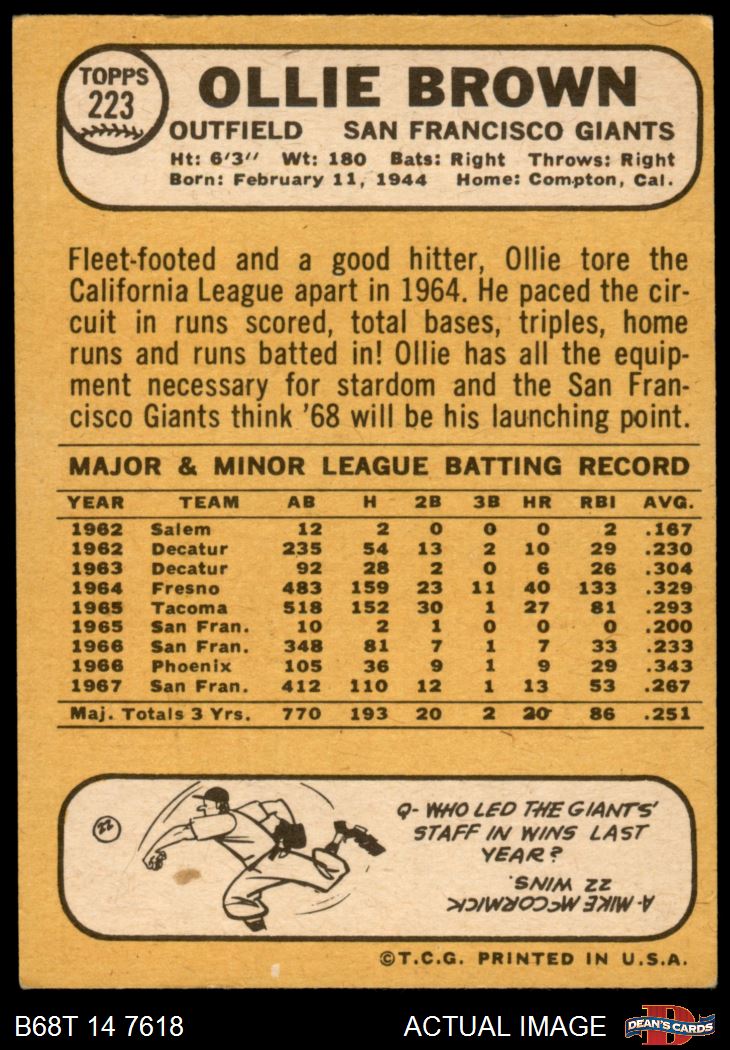 TOPPS
223
OLLIE BROWN
OUTFIELD SAN FRANCISCO GIANTS
Ht: 6'3" Wt: 180 Bats: Right Throws: Right
Born: February 11, 1944 Home: Compton, Cal.
Fleet-footed and a good hitter, Ollie tore the
California League apart in 1964. He paced the cir-
cuit in runs scored, total bases, triples, home
runs and runs batted in! Ollie has all the equip-
ment necessary for stardom and the San Fran-
cisco Giants think '68 will be his launching point.
MAJOR & MINOR LEAGUE BATTING RECORD
YEAR TEAM AB H 2B 3B HR RBI AVG.
1962 Salem 12 2 0 0 0 2 .167
1962 Decatur 235 54 13 2 10 29 .230
1963 Decatur 92 28 2 0 6 26 .304
1964 Fresno 483 159 23 11 40 133 .329
1965 Tacoma 518 152 30 1 27 81 .293
1965 San Fran. 10 2 1 0 0 0 .200
1966 San Fran. 348 81 7 1 7 33 .233
1966 Phoenix 105 36 9 1 9 29 .343
1967 San Fran. 412 110 12 1 13 53 .267
Maj. Totals 3 Yrs. 770 193 20 2 20 86 .251
22
Q- WHO LED THE GIANTS'
STAFF IN WINS LAST
YEAR?
A- MIKE McCORMICK
22 WINS.
©T.C.G. PRINTED IN U.S.A.
B68T 14 7618 ACTUAL IMAGE
D
DEAN'S CARDS